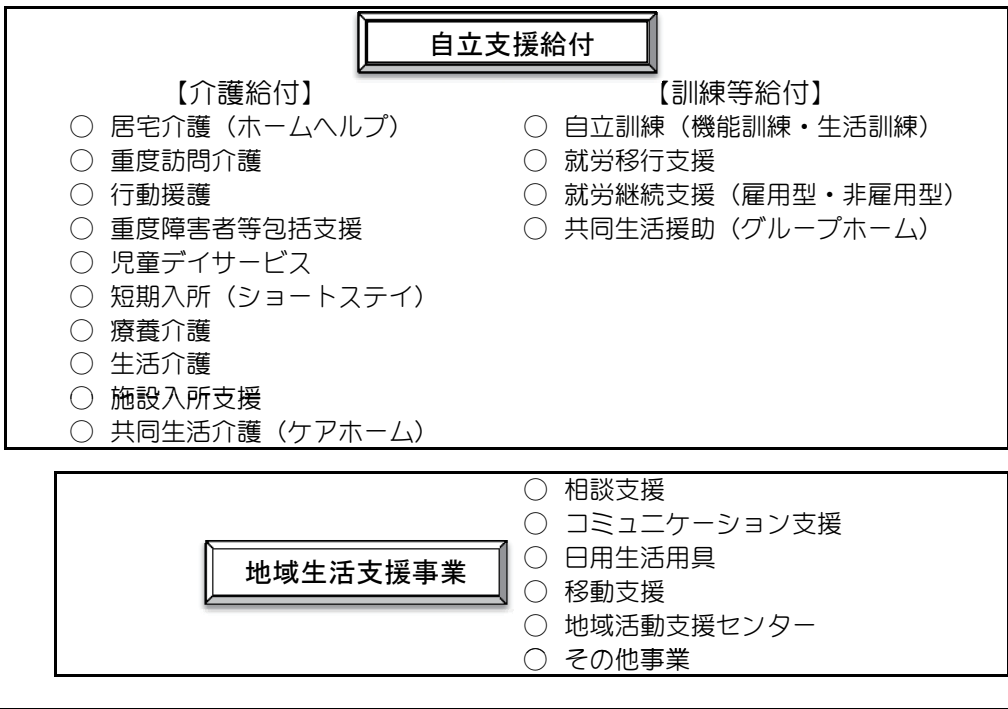 自立支援給付
【介護給付】
○ 居宅介護（ホームヘルプ）
○ 重度訪問介護
○ 行動援護
○ 重度障害者等包括支援
○ 児童デイサービス
○ 短期入所（ショートステイ）
○ 療養介護
○ 生活介護
○ 施設入所支援
○ 共同生活介護（ケアホーム）
【訓練等給付】
○ 自立訓練（機能訓練・生活訓練）
○ 就労移行支援
○ 就労継続支援（雇用型・非雇用型）
○ 共同生活援助（グループホーム）
地域生活支援事業
○ 相談支援
○ コミュニケーション支援
○ 日用生活用具
○ 移動支援
○ 地域活動支援センター
○ その他事業